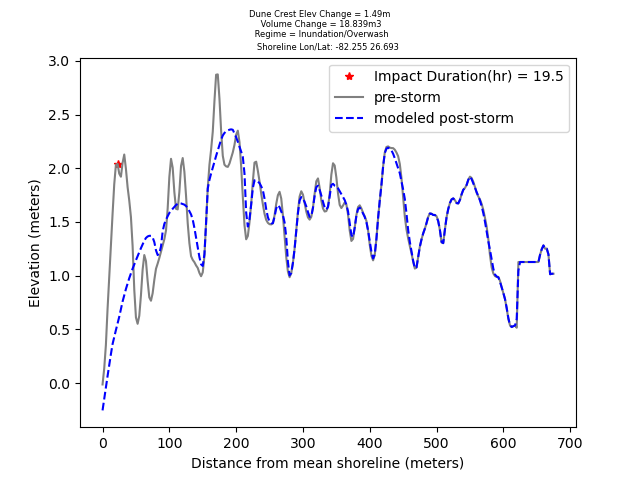 Dune Crest Elev Change = 1.49m
Volume Change = 18.839m3
Regime = Inundation/Overwash
Shoreline Lon/Lat: -82.255 26.693
Impact Duration(hr) = 19.5
pre-storm
modeled post-storm
Elevation (meters)
3.0
2.5
2.0
1.5
1.0
0.5
0.0
0 100 200 300 400 500 600 700
Distance from mean shoreline (meters)